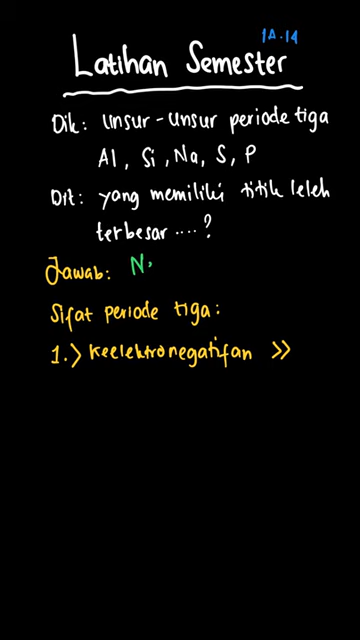 1A.14
Latihan Semester
Dik: Unsur-unsur periode tiga
Al, Si, Na, S, P
Dit: yang memiliki titik leleh
terbesar ....?
Jawab: N
Sifat periode tiga:
1.) Keelektronegatifan >>